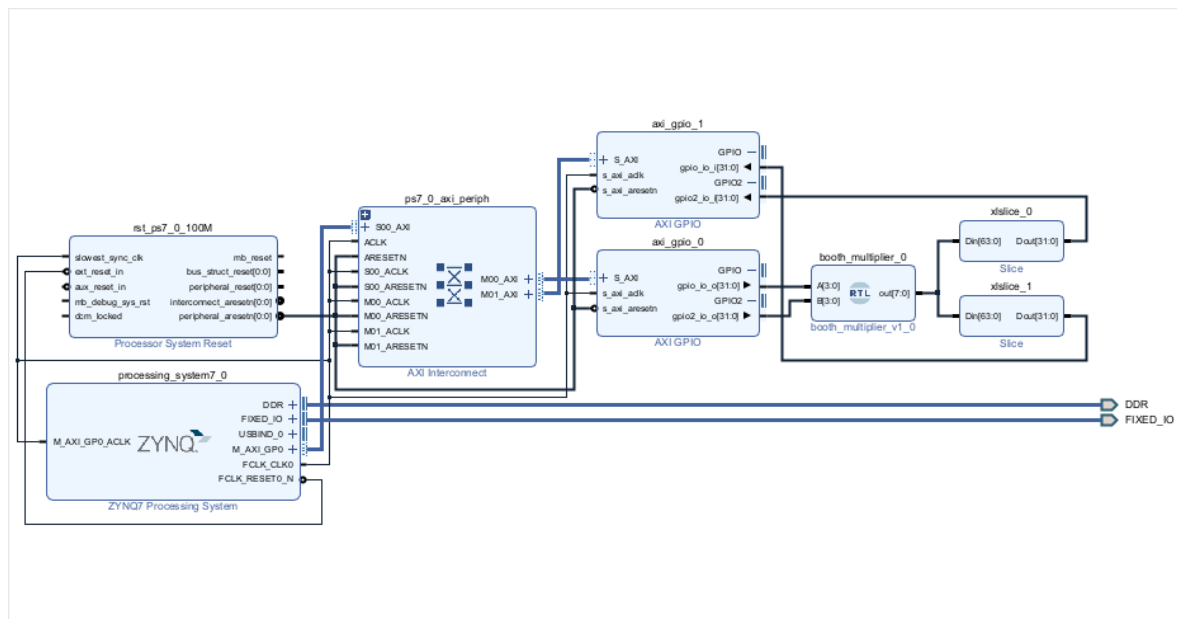 axi_gpio_1
S_AXI
s_axi_aclk
s_axi_aresetn
GPIO
gpio_io_i[31:0]
GPIO2
gpio2_io_i[31:0]
AXI GPIO
ps7_0_axi_periph
S00_AXI
ACLK
ARESETN
S00_ACLK
S00_ARESETN
M00_ACLK
M00_ARESETN
M01_ACLK
M01_ARESETN
M00_AXI
M01_AXI
AXI Interconnect
rst_ps7_0_100M
slowest_sync_clk
ext_reset_in
aux_reset_in
mb_debug_sys_rst
dcm_locked
mb_reset
bus_struct_reset[0:0]
peripheral_reset[0:0]
interconnect_aresetn[0:0]
peripheral_aresetn[0:0]
Processor System Reset
axi_gpio_0
S_AXI
s_axi_aclk
s_axi_aresetn
GPIO
gpio_io_o[31:0]
GPIO2
gpio2_io_o[31:0]
AXI GPIO
booth_multiplier_0
A[3:0]
B[3:0]
RTL
out[7:0]
booth_multiplier_v1_0
xlslice_0
Din[63:0]
Dout[31:0]
Slice
xlslice_1
Din[63:0]
Dout[31:0]
Slice
processing_system7_0
M_AXI_GP0_ACLK
ZYNQ
DDR
FIXED_IO
USBIND_0
M_AXI_GP0
FCLK_CLK0
FCLK_RESET0_N
ZYNQ7 Processing System
DDR
FIXED_IO